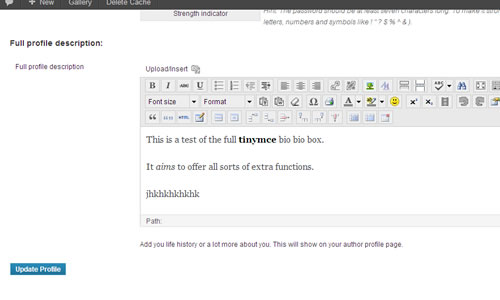 New Gallery Delete Cache
Strength indicator
Hint: The password should be at least seven characters long. To make it stro
letters, numbers and symbols like ! " ? $ % ^ & ).
Full profile description:
Full profile description
Upload/Insert
B I ABC U ABC
Font size Format Ω A
HTML
This is a test of the full tinymce bio bio box.
It aims to offer all sorts of extra functions.
jhkhkhkhkhk
Path:
Add you life history or a lot more about you. This will show on your author profile page.
Update Profile